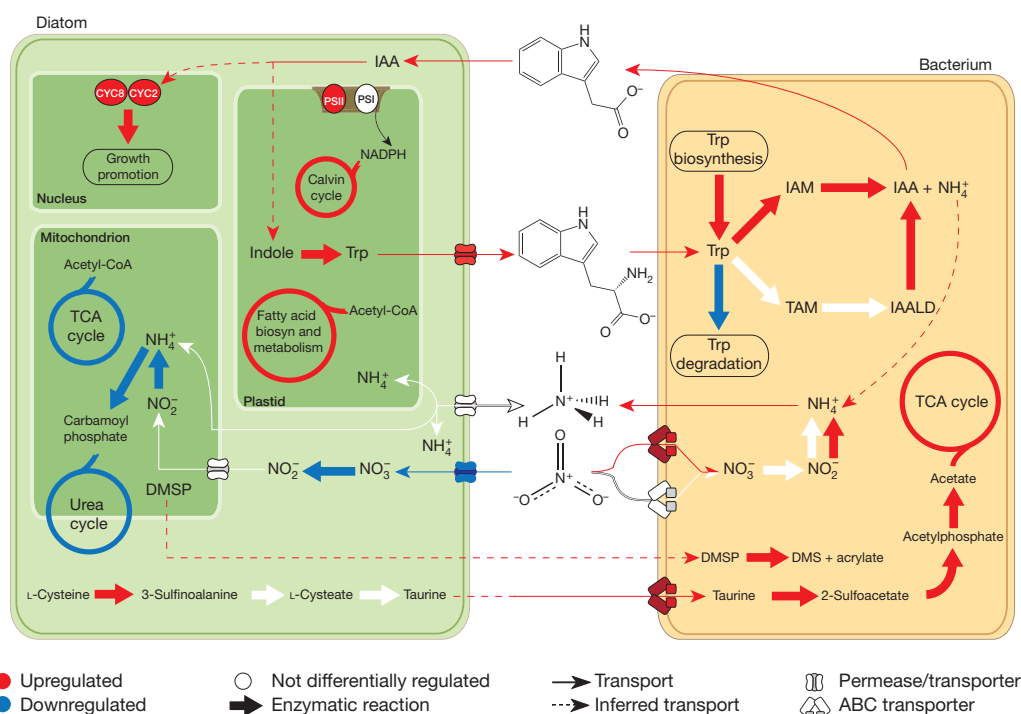 Diatom
Bacterium
IAA
H
N
O⁻
O
CYC8
CYC2
Growth
promotion
Nucleus
PSII
PSI
NADPH
Calvin
cycle
Indole
Trp
Fatty acid
biosyn and
metabolism
Acetyl-CoA
NH₄⁺
Plastid
NH₄⁺
Mitochondrion
Acetyl-CoA
TCA
cycle
NH₄⁺
NO₂⁻
Carbamoyl
phosphate
Urea
cycle
DMSP
NO₂⁻
NO₃⁻
H
N
NH₂
O⁻
O
H
N⁺
H
H
H
O
N⁺
⁻O
O⁻
Trp
biosynthesis
Trp
IAM
IAA + NH₄⁺
TAM
IAALD
Trp
degradation
NH₄⁺
NO₃⁻
NO₂⁻
TCA cycle
Acetate
Acetylphosphate
DMSP
DMS + acrylate
L-Cysteine
3-Sulfinoalanine
L-Cysteate
Taurine
Taurine
2-Sulfoacetate
Upregulated
Not differentially regulated
Transport
Permease/transporter
Downregulated
Enzymatic reaction
Inferred transport
ABC transporter